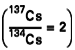 (¹³⁷Cs/¹³⁴Cs = 2)